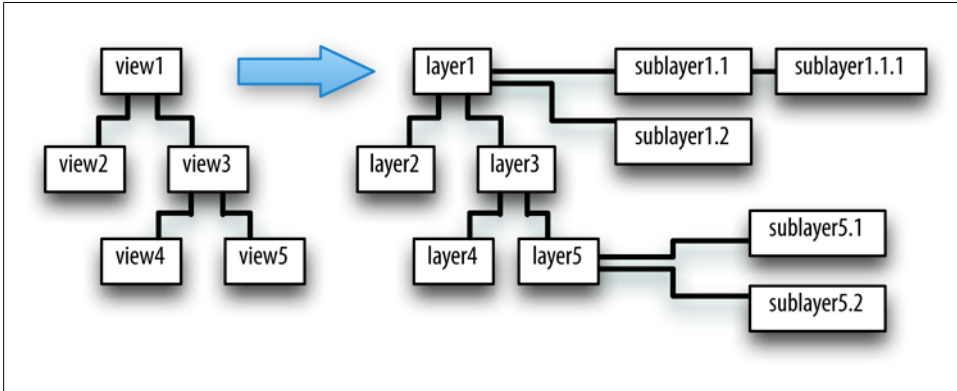 view1
layer1
sublayer1.1
sublayer1.1.1
sublayer1.2
view2
view3
layer2
layer3
view4
view5
layer4
layer5
sublayer5.1
sublayer5.2